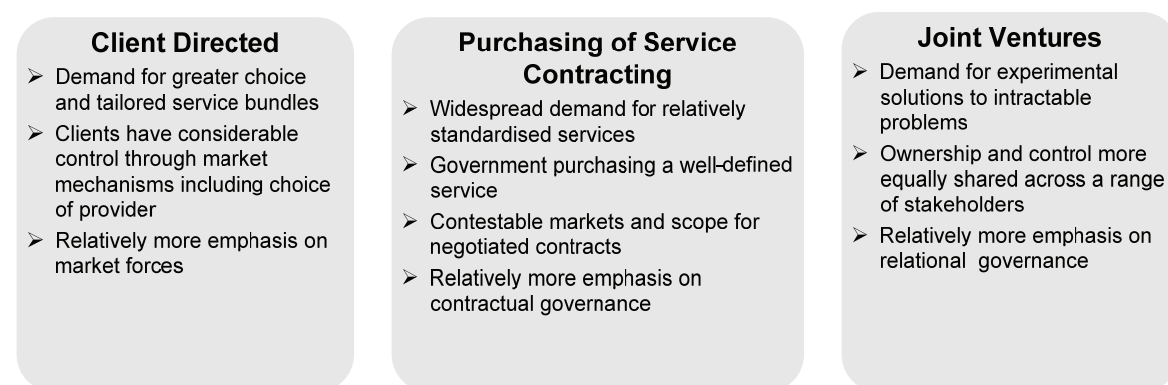 Client Directed
➢ Demand for greater choice
and tailored service bundles
➢ Clients have considerable
control through market
mechanisms including choice
of provider
➢ Relatively more emphasis on
market forces
Purchasing of Service
Contracting
➢ Widespread demand for relatively
standardised services
➢ Government purchasing a well-defined
service
➢ Contestable markets and scope for
negotiated contracts
➢ Relatively more emphasis on
contractual governance
Joint Ventures
➢ Demand for experimental
solutions to intractable
problems
➢ Ownership and control more
equally shared across a range
of stakeholders
➢ Relatively more emphasis on
relational governance